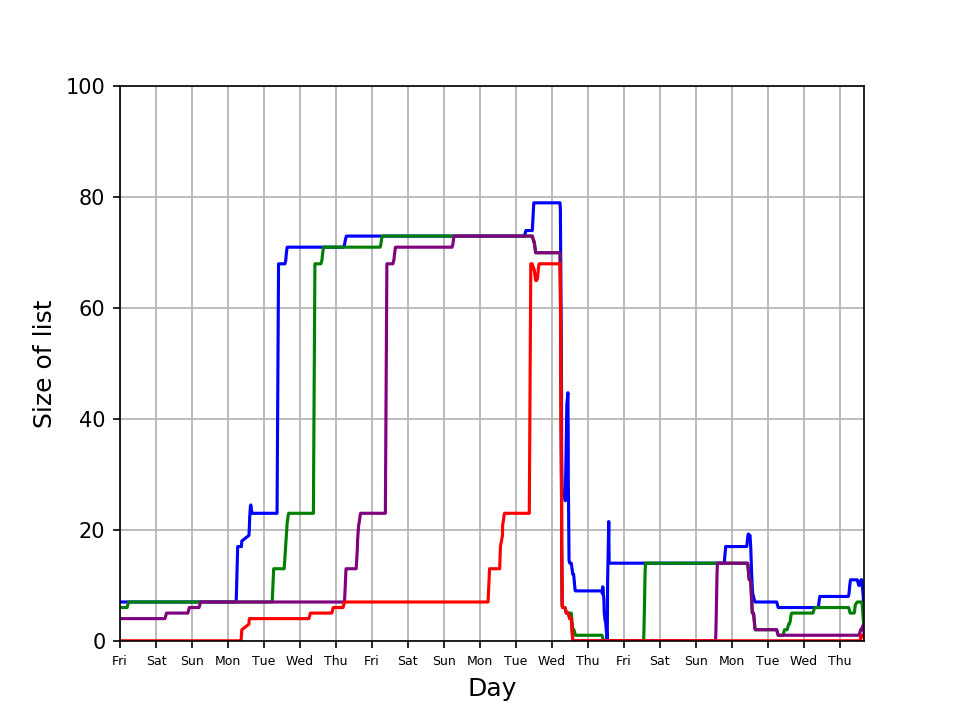 100
80
60
40
20
0
Size of list
Fri Sat Sun Mon Tue Wed Thu Fri Sat Sun Mon Tue Wed Thu Fri Sat Sun Mon Tue Wed Thu
Day